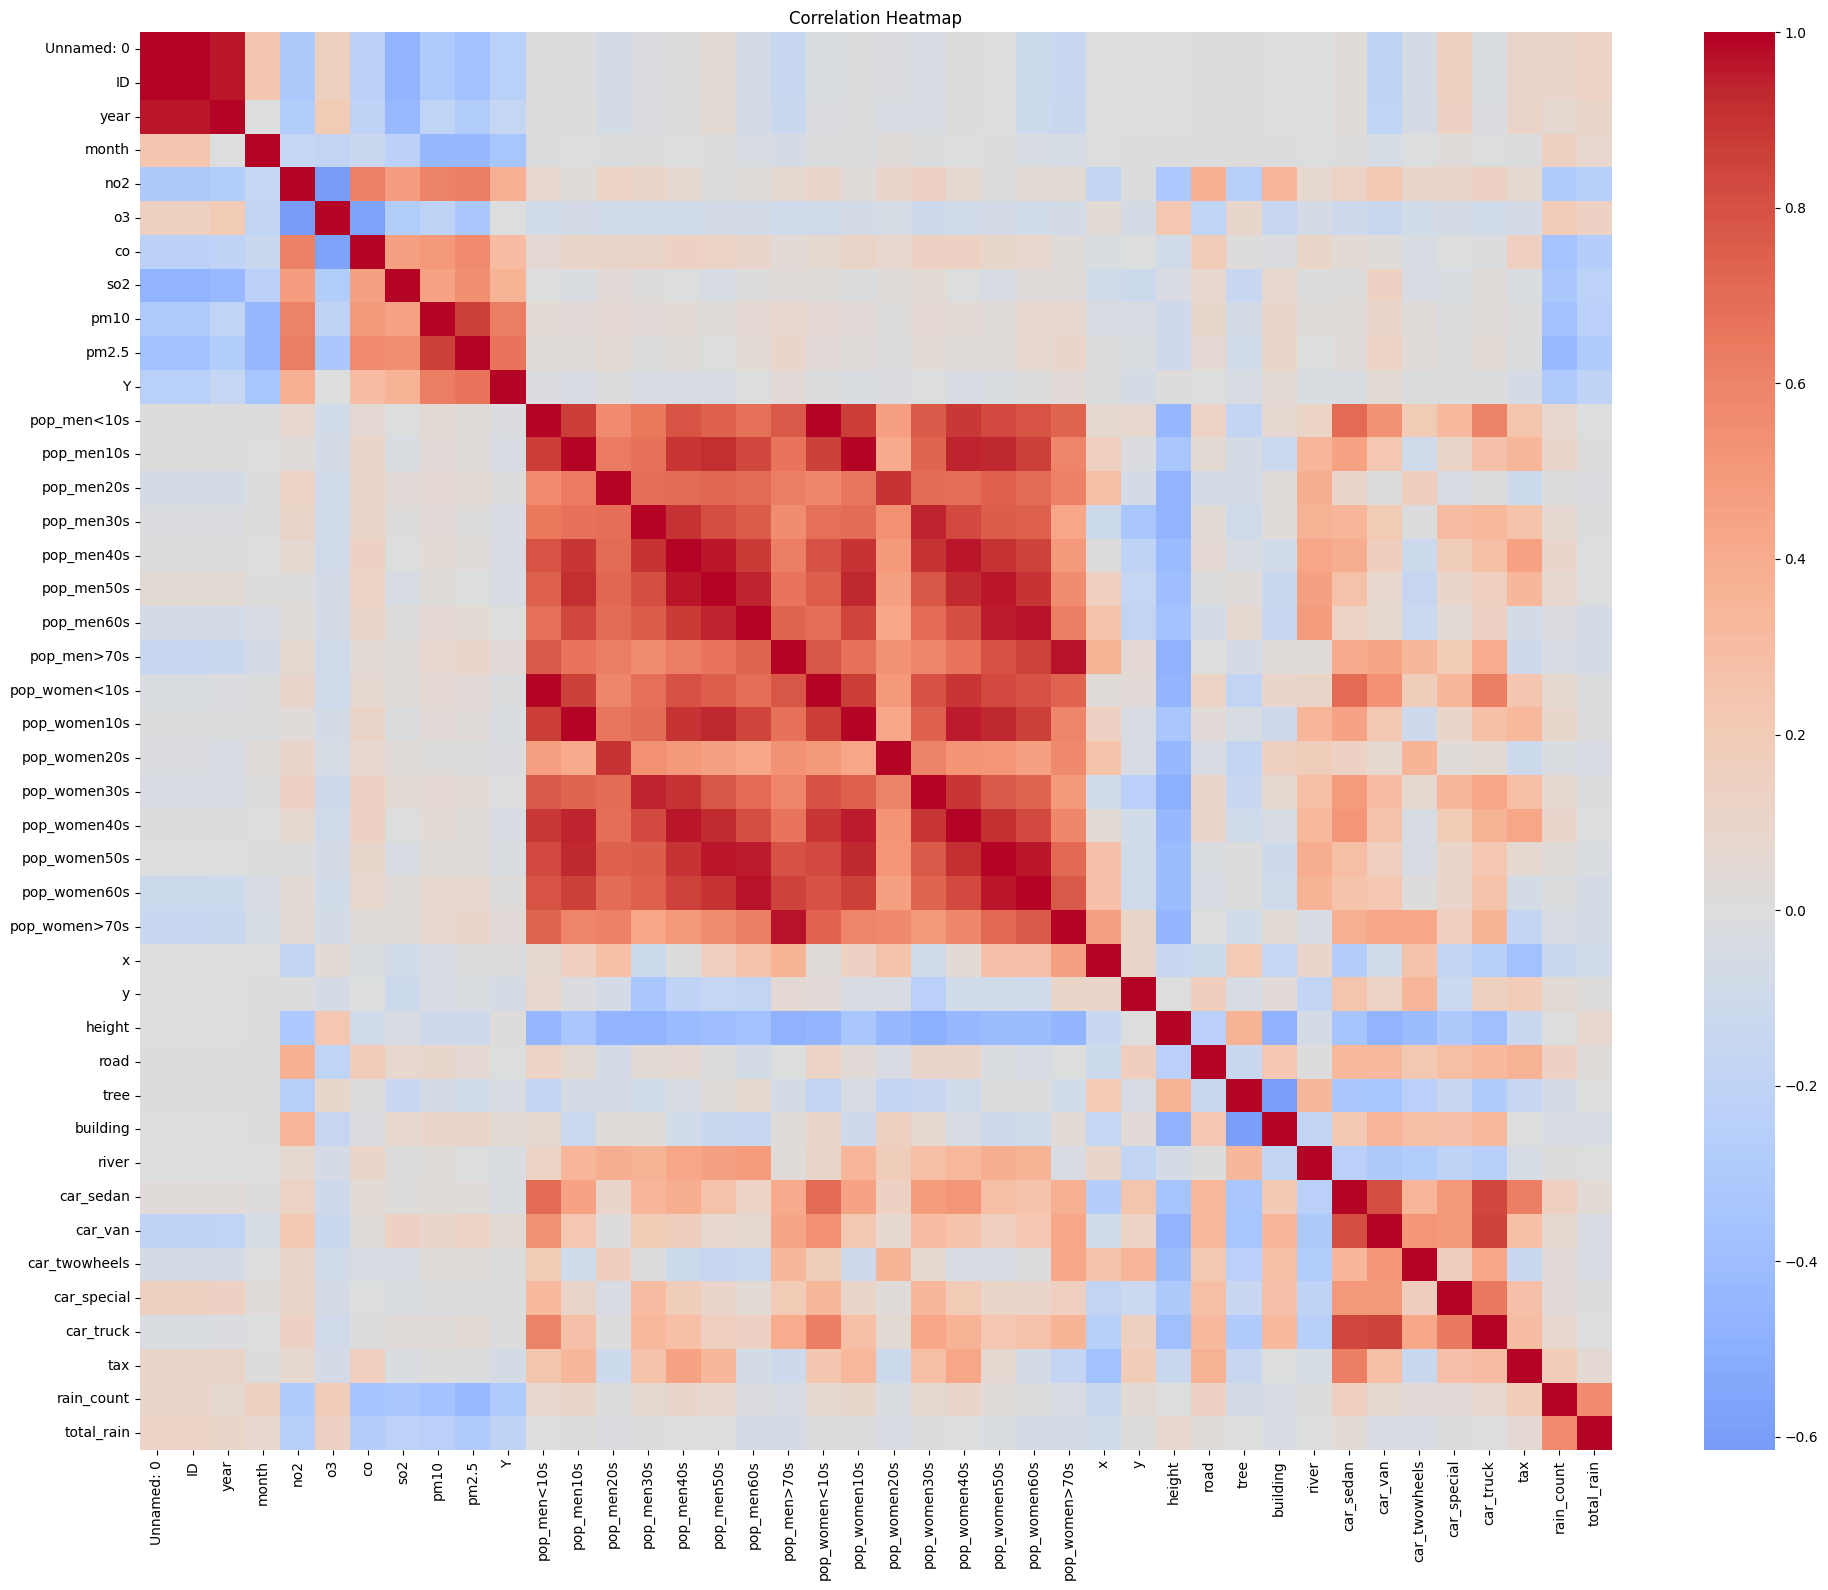 Correlation Heatmap
Unnamed: 0
ID
year
month
no2
o3
co
so2
pm10
pm2.5
Y
pop_men<10s
pop_men10s
pop_men20s
pop_men30s
pop_men40s
pop_men50s
pop_men60s
pop_men>70s
pop_women<10s
pop_women10s
pop_women20s
pop_women30s
pop_women40s
pop_women50s
pop_women60s
pop_women>70s
x
y
height
road
tree
building
river
car_sedan
car_van
car_twowheels
car_special
car_truck
tax
rain_count
total_rain
Unnamed: 0
ID
year
month
no2
o3
co
so2
pm10
pm2.5
Y
pop_men<10s
pop_men10s
pop_men20s
pop_men30s
pop_men40s
pop_men50s
pop_men60s
pop_men>70s
pop_women<10s
pop_women10s
pop_women20s
pop_women30s
pop_women40s
pop_women50s
pop_women60s
pop_women>70s
x
y
height
road
tree
building
river
car_sedan
car_van
car_twowheels
car_special
car_truck
tax
rain_count
total_rain
1.0
0.8
0.6
0.4
0.2
0.0
−0.2
−0.4
−0.6